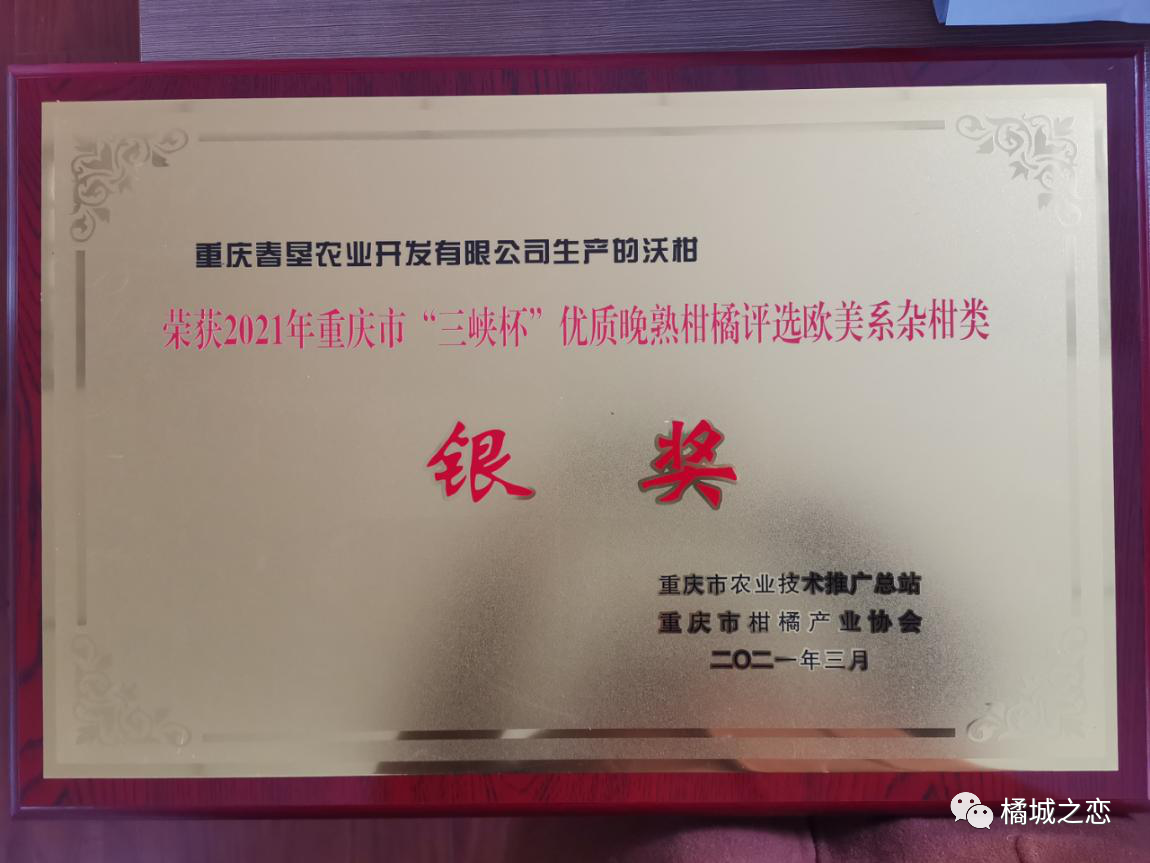 重庆春垦农业开发有限公司生产的沃柑
荣获2021年重庆市“三峡杯”优质晚熟柑橘评选欧美系杂柑类
银奖
重庆市农业技术推广总站
重庆市柑橘产业协会
二〇二一年三月
橘城之恋